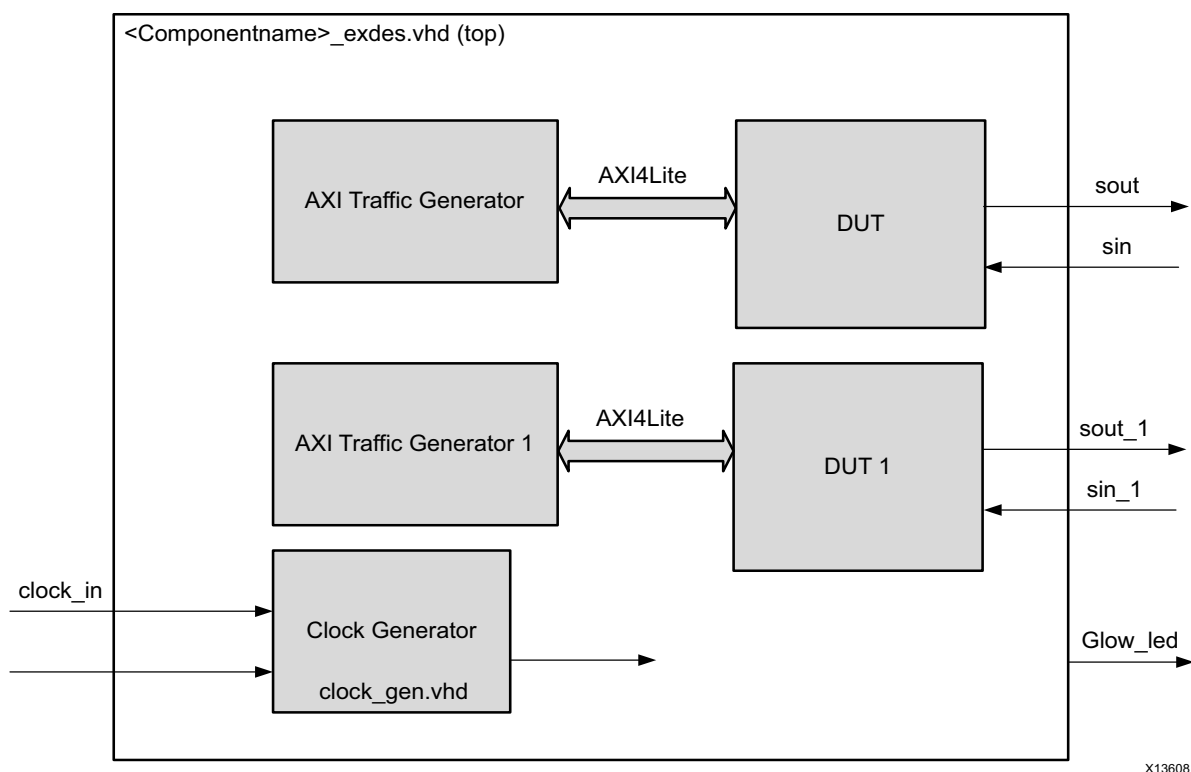 <Componentname>_exdes.vhd (top)
AXI Traffic Generator
AXI4Lite
DUT
sout
sin
AXI Traffic Generator 1
AXI4Lite
DUT 1
sout_1
sin_1
clock_in
Clock Generator
clock_gen.vhd
Glow_led
X13608